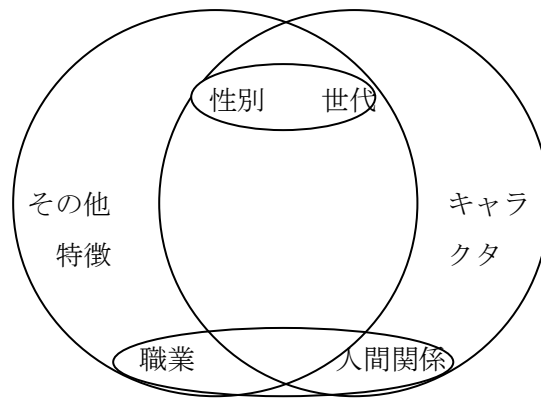 性別 世代
その他
特徴
キャラ
クタ
職業 人間関係